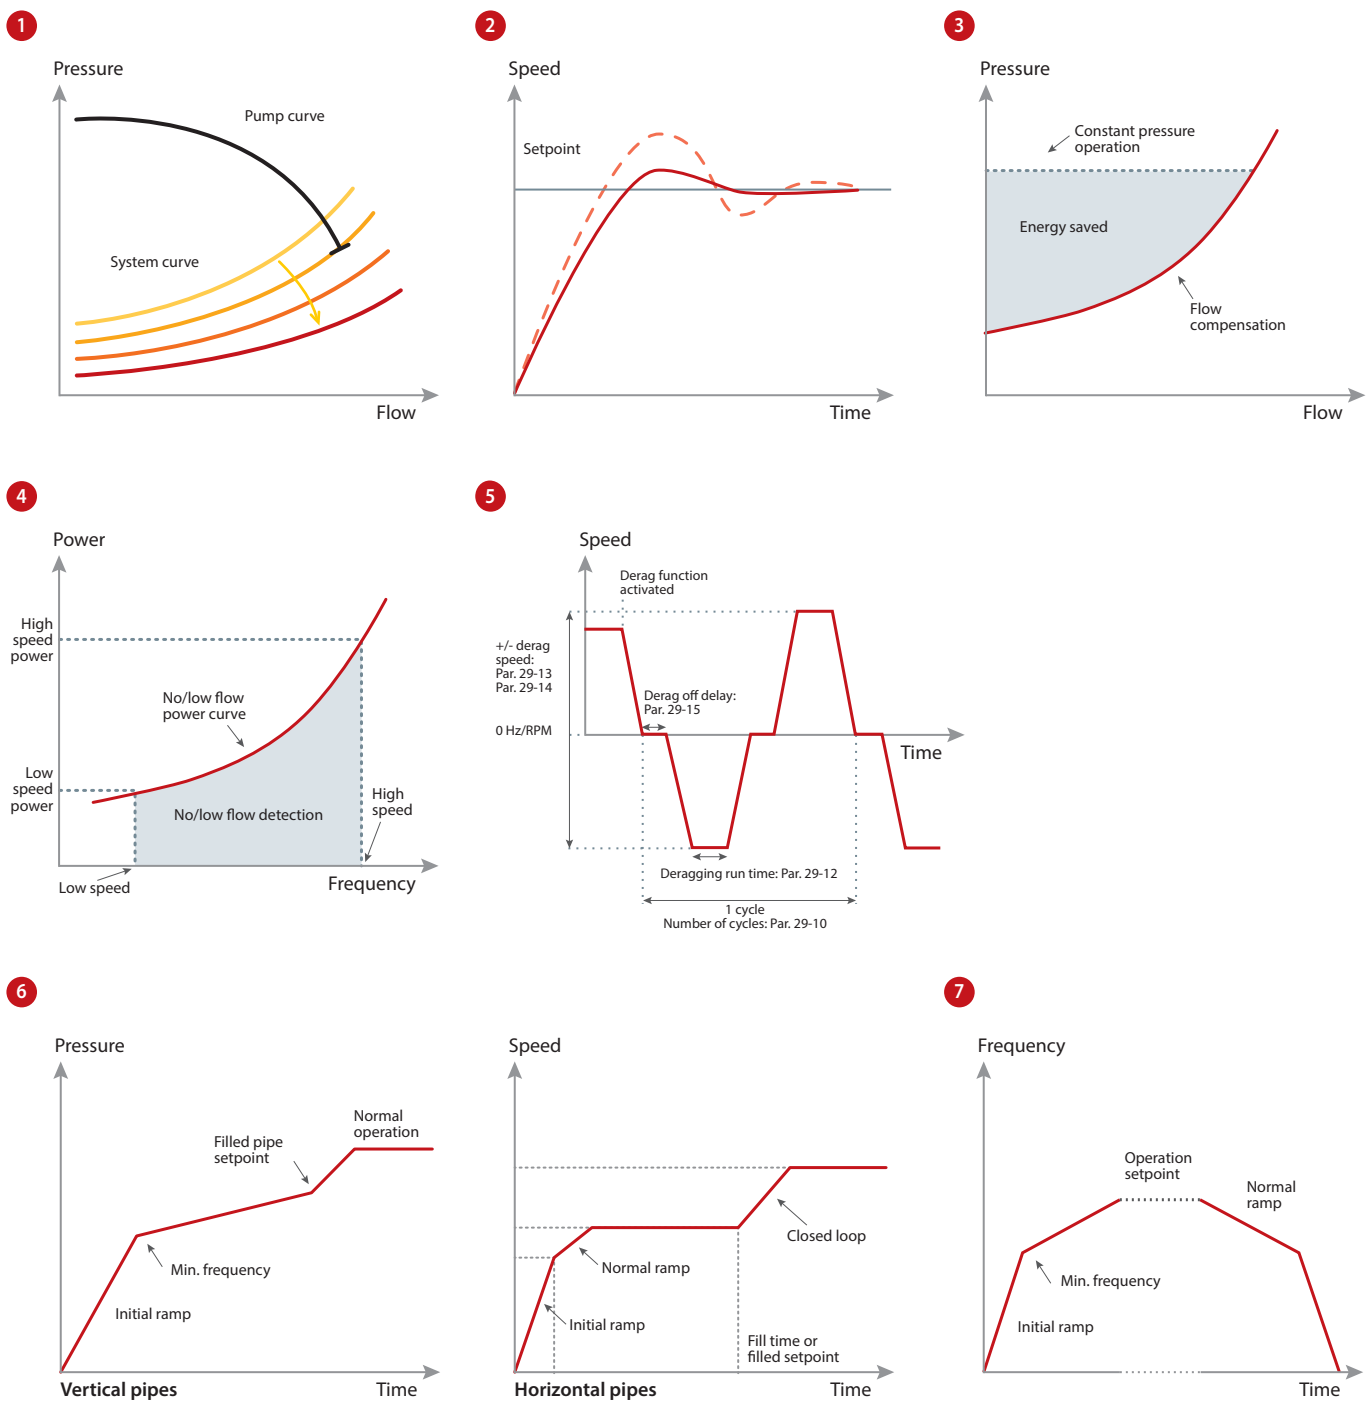 1
Pressure
Pump curve
System curve
Flow
2
Speed
Setpoint
Time
3
Pressure
Constant pressure
operation
Energy saved
Flow
compensation
Flow
4
Power
High
speed
power
No/low flow
power curve
Low
speed
power
No/low flow detection
High
speed
Low speed
Frequency
5
Speed
Derag function
activated
+/- derag
speed:
Par. 29-13
Par. 29-14
Derag off delay:
Par. 29-15
0 Hz/RPM
Time
Deragging run time: Par. 29-12
1 cycle
Number of cycles: Par. 29-10
6
Pressure
Normal
operation
Filled pipe
setpoint
Min. frequency
Initial ramp
Vertical pipes
Time
Speed
Closed loop
Normal ramp
Initial ramp
Fill time or
filled setpoint
Horizontal pipes
Time
7
Frequency
Operation
setpoint
Normal
ramp
Min. frequency
Initial ramp
Time